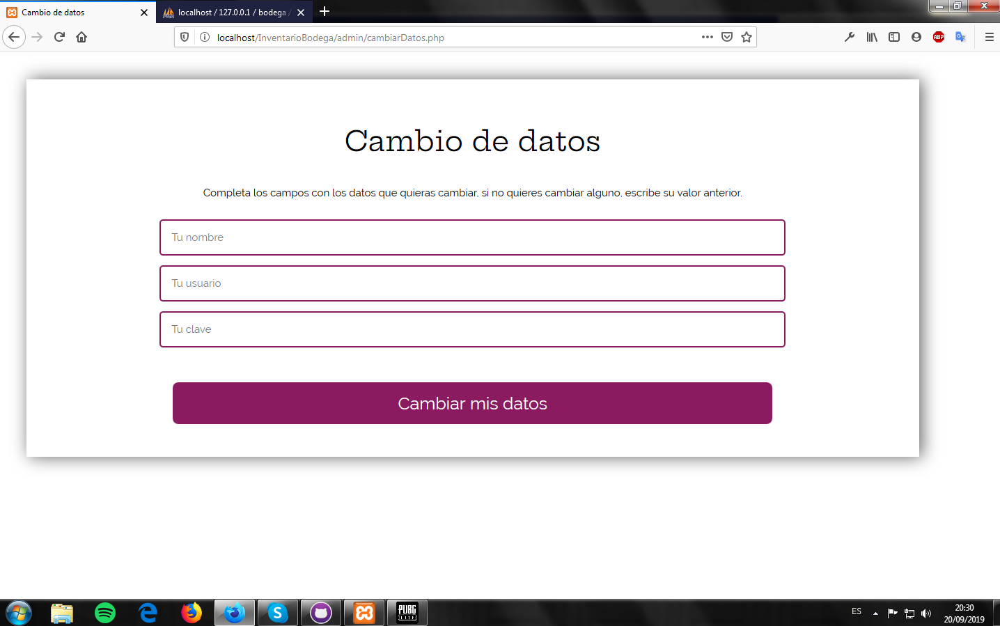 Cambio de datos
localhost / 127.0.0.1 / bodega /
localhost/InventarioBodega/admin/cambiarDatos.php
ABP
Cambio de datos
Completa los campos con los datos que quieras cambiar, si no quieres cambiar alguno, escribe su valor anterior.
Tu nombre
Tu usuario
Tu clave
Cambiar mis datos
PUBG
LITE
ES
20:30
20/09/2019